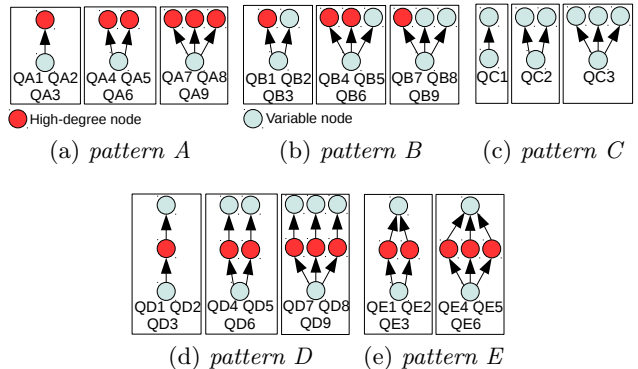 QA1 QA2
QA3
QA4 QA5
QA6
QA7 QA8
QA9
QB1 QB2
QB3
QB4 QB5
QB6
QB7 QB8
QB9
QC1
QC2
QC3
High-degree node
Variable node
(a) pattern A
(b) pattern B
(c) pattern C
QD1 QD2
QD3
QD4 QD5
QD6
QD7 QD8
QD9
QE1 QE2
QE3
QE4 QE5
QE6
(d) pattern D
(e) pattern E